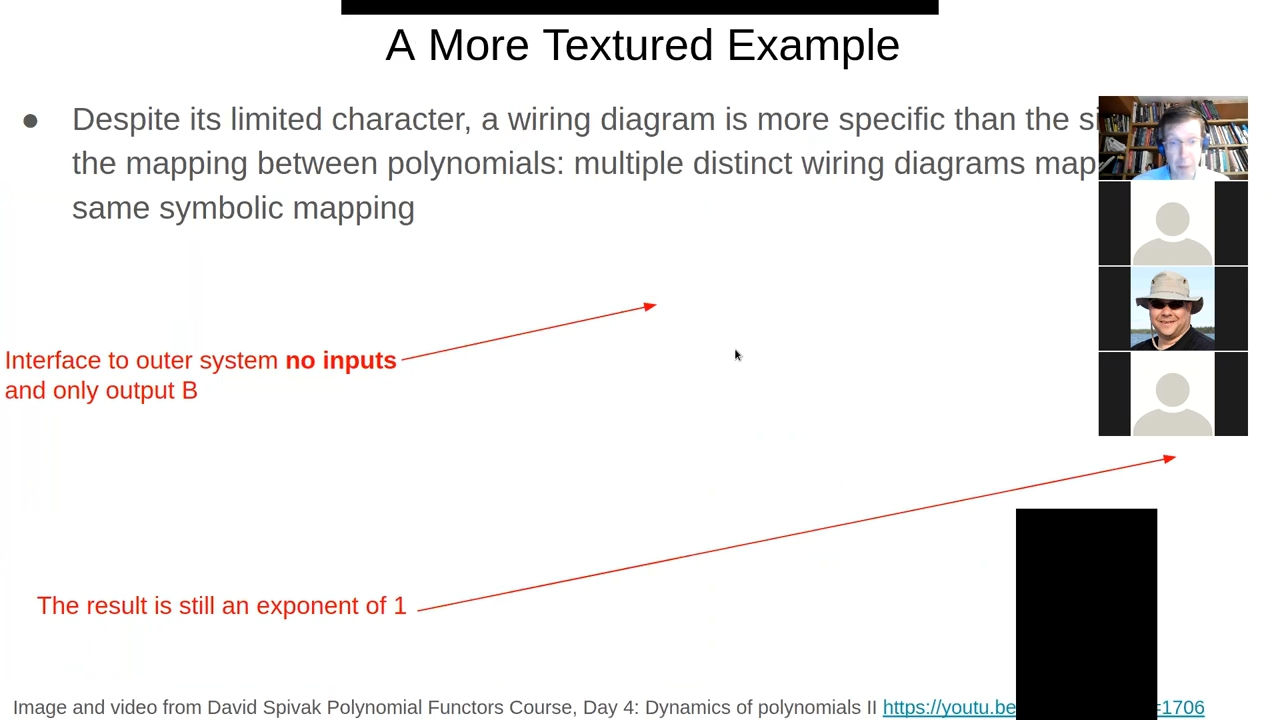 A More Textured Example
● Despite its limited character, a wiring diagram is more specific than the
the mapping between polynomials: multiple distinct wiring diagrams map
same symbolic mapping
Interface to outer system no inputs
and only output B
The result is still an exponent of 1
Image and video from David Spivak Polynomial Functors Course, Day 4: Dynamics of polynomials II https://youtu.be =1706